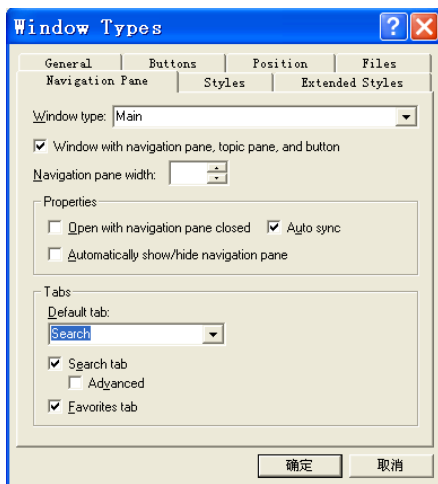 Window Types
General Buttons Position Files
Navigation Pane Styles Extended Styles
Window type: Main
Window with navigation pane, topic pane, and button
Navigation pane width:
Properties
Open with navigation pane closed Auto sync
Automatically show/hide navigation pane
Tabs
Default tab:
Search
Search tab
Advanced
Favorites tab
确定 取消